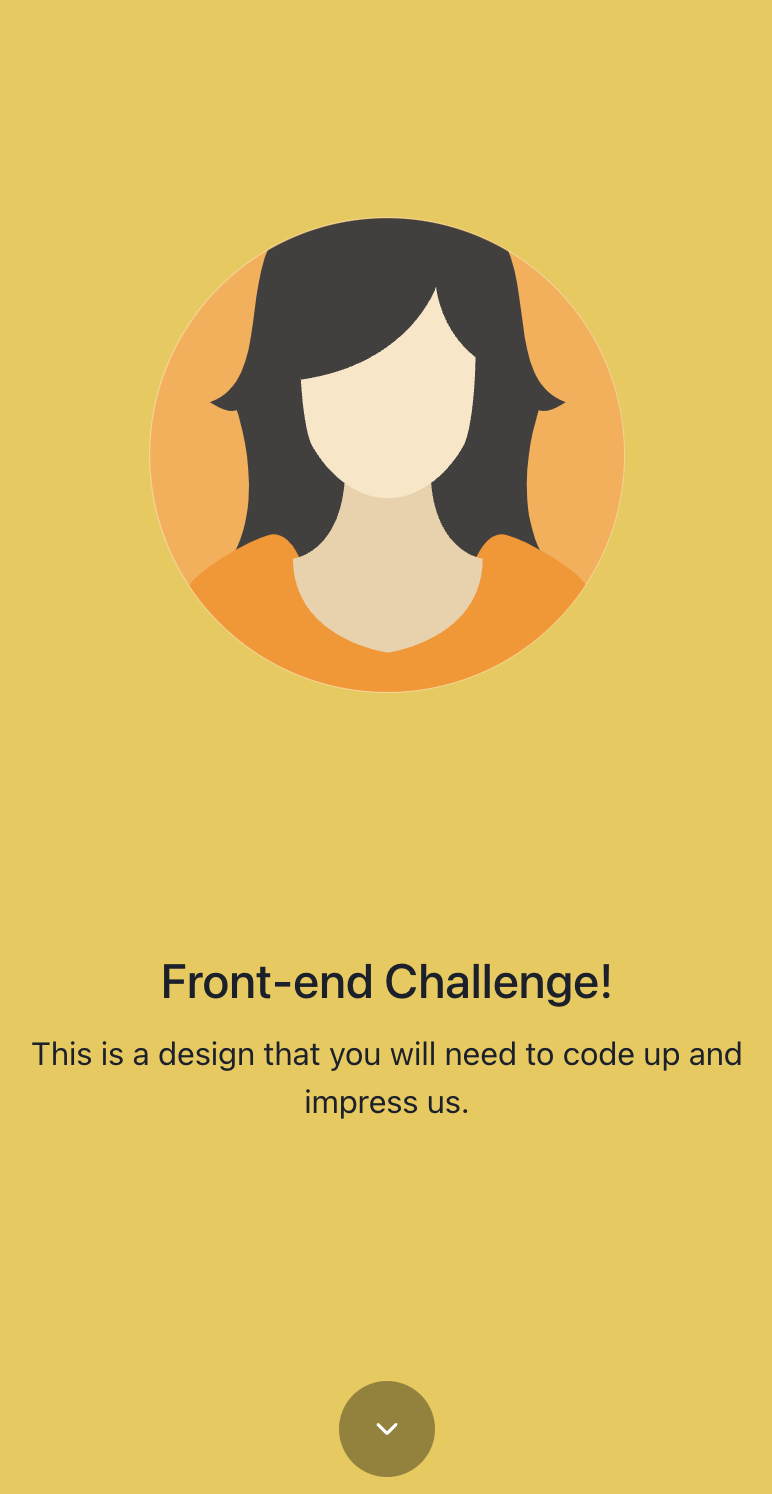 Front-end Challenge!
This is a design that you will need to code up and
impress us.